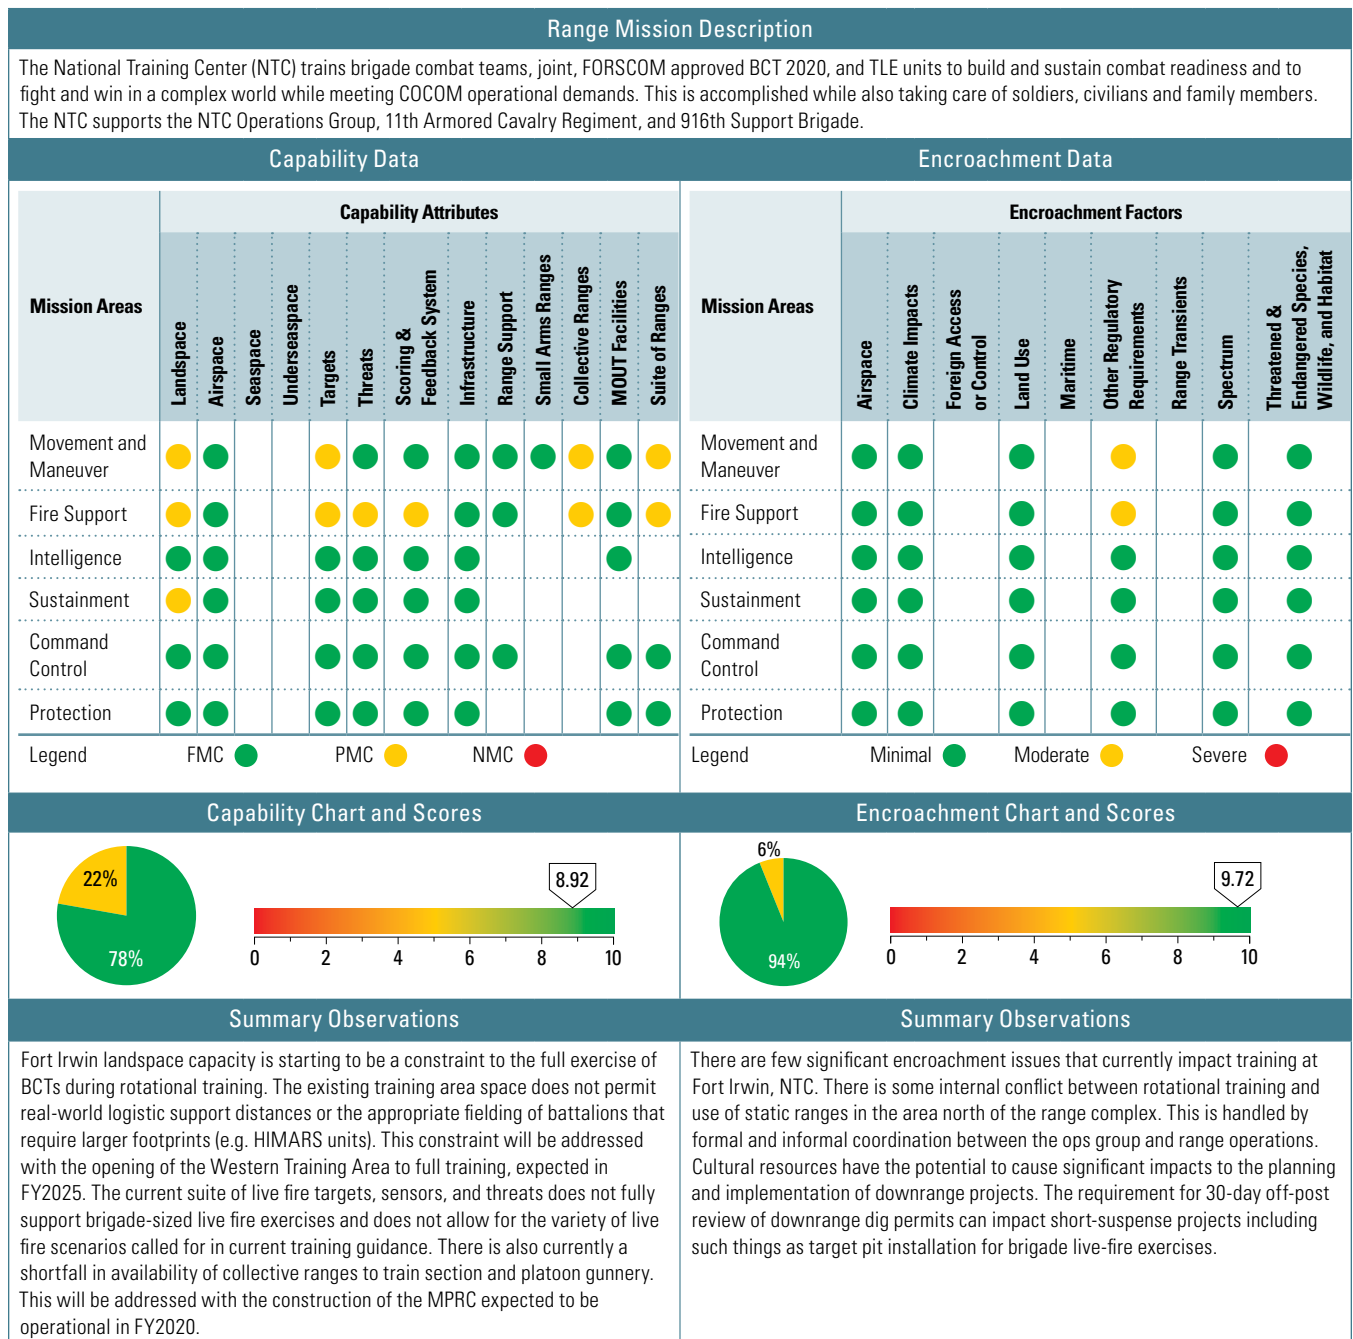 Range Mission Description
The National Training Center (NTC) trains brigade combat teams, joint, FORSCOM approved BCT 2020, and TLE units to build and sustain combat readiness and to
fight and win in a complex world while meeting COCOM operational demands. This is accomplished while also taking care of soldiers, civilians and family members.
The NTC supports the NTC Operations Group, 11th Armored Cavalry Regiment, and 916th Support Brigade.
Capability Data
Mission Areas
Capability Attributes
Landspace
Airspace
Seaspace
Underseaspace
Targets
Threats
Scoring &
Feedback System
Infrastructure
Range Support
Small Arms Ranges
Collective Ranges
MOUT Facilities
Suite of Ranges
Movement and
Maneuver
Fire Support
Intelligence
Sustainment
Command
Control
Protection
Legend
FMC
PMC
NMC
Encroachment Data
Mission Areas
Encroachment Factors
Airspace
Climate Impacts
Foreign Access
or Control
Land Use
Maritime
Other Regulatory
Requirements
Range Transients
Spectrum
Threatened &
Endangered Species,
Wildlife, and Habitat
Movement and
Maneuver
Fire Support
Intelligence
Sustainment
Command
Control
Protection
Legend
Minimal
Moderate
Severe
Capability Chart and Scores
22%
78%
8.92
0 2 4 6 8 10
Encroachment Chart and Scores
6%
94%
9.72
0 2 4 6 8 10
Summary Observations
Fort Irwin landspace capacity is starting to be a constraint to the full exercise of
BCTs during rotational training. The existing training area space does not permit
real-world logistic support distances or the appropriate fielding of battalions that
require larger footprints (e.g. HIMARS units). This constraint will be addressed
with the opening of the Western Training Area to full training, expected in
FY2025. The current suite of live fire targets, sensors, and threats does not fully
support brigade-sized live fire exercises and does not allow for the variety of live
fire scenarios called for in current training guidance. There is also currently a
shortfall in availability of collective ranges to train section and platoon gunnery.
This will be addressed with the construction of the MPRC expected to be
operational in FY2020.
Summary Observations
There are few significant encroachment issues that currently impact training at
Fort Irwin, NTC. There is some internal conflict between rotational training and
use of static ranges in the area north of the range complex. This is handled by
formal and informal coordination between the ops group and range operations.
Cultural resources have the potential to cause significant impacts to the planning
and implementation of downrange projects. The requirement for 30-day off-post
review of downrange dig permits can impact short-suspense projects including
such things as target pit installation for brigade live-fire exercises.